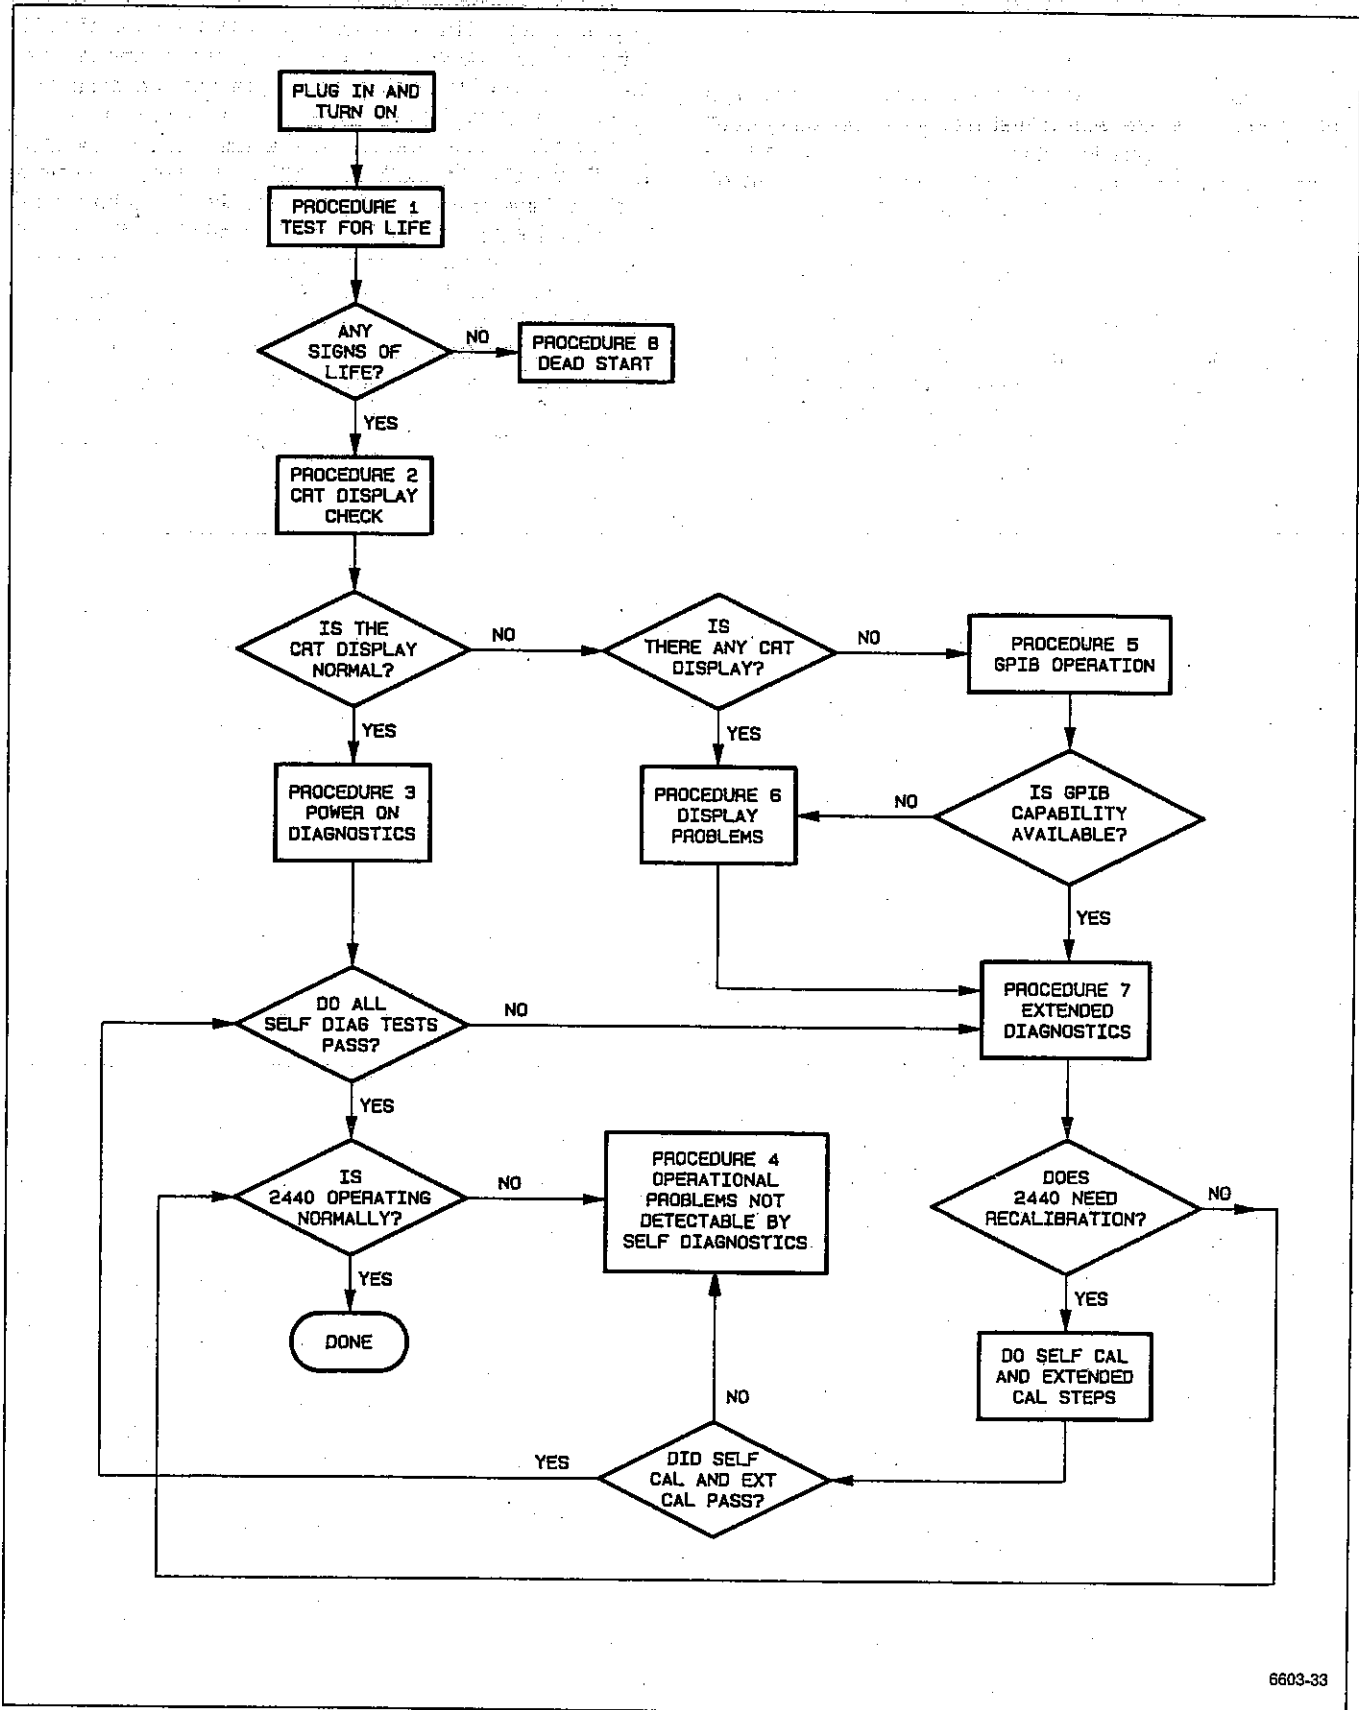 PLUG IN AND
TURN ON
PROCEDURE 1
TEST FOR LIFE
ANY
SIGNS OF
LIFE?
NO
PROCEDURE 8
DEAD START
YES
PROCEDURE 2
CRT DISPLAY
CHECK
IS THE
CRT DISPLAY
NORMAL?
NO
IS
THERE ANY CRT
DISPLAY?
NO
PROCEDURE 5
GPIB OPERATION
YES
YES
PROCEDURE 3
POWER ON
DIAGNOSTICS
PROCEDURE 6
DISPLAY
PROBLEMS
NO
IS GPIB
CAPABILITY
AVAILABLE?
YES
DO ALL
SELF DIAG TESTS
PASS?
NO
PROCEDURE 7
EXTENDED
DIAGNOSTICS
YES
IS
2440 OPERATING
NORMALLY?
NO
PROCEDURE 4
OPERATIONAL
PROBLEMS NOT
DETECTABLE BY
SELF DIAGNOSTICS
DOES
2440 NEED
RECALIBRATION?
NO
YES
DONE
YES
DO SELF CAL
AND EXTENDED
CAL STEPS
NO
YES
DID SELF
CAL AND EXT
CAL PASS?
6603-33